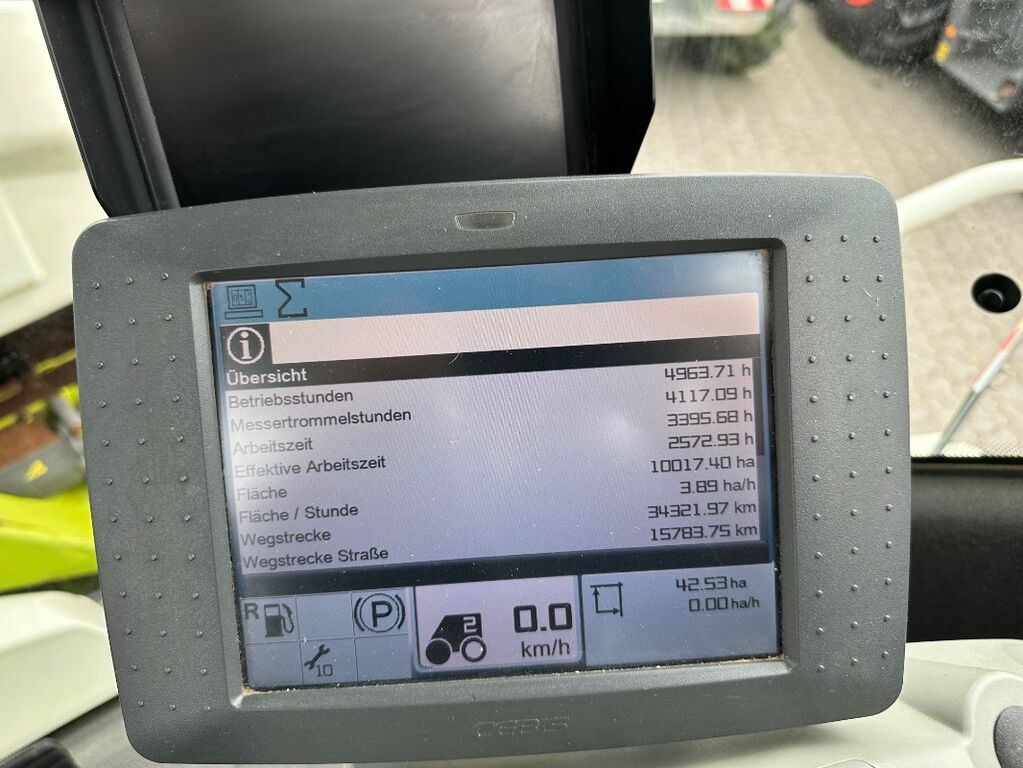 Übersicht
Betriebsstunden 4963.71 h
Messertrommelstunden 4117.09 h
Arbeitszeit 3395.68 h
Effektive Arbeitszeit 2572.93 h
Fläche 10017.40 ha
Fläche / Stunde 3.89 ha/h
Wegstrecke 34321.97 km
Wegstrecke Straße 15783.75 km
R
P
10
2
0.0
km/h
42.53 ha
0.00 ha/h
CEBIS